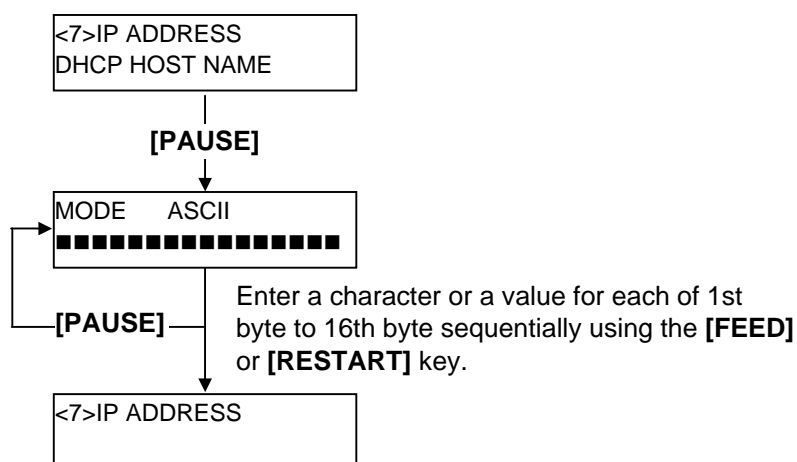 <7>IP ADDRESS
DHCP HOST NAME
[PAUSE]
MODE ASCII
■■■■■■■■■■■■■■■■
[PAUSE]
Enter a character or a value for each of 1st
byte to 16th byte sequentially using the [FEED]
or [RESTART] key.
<7>IP ADDRESS